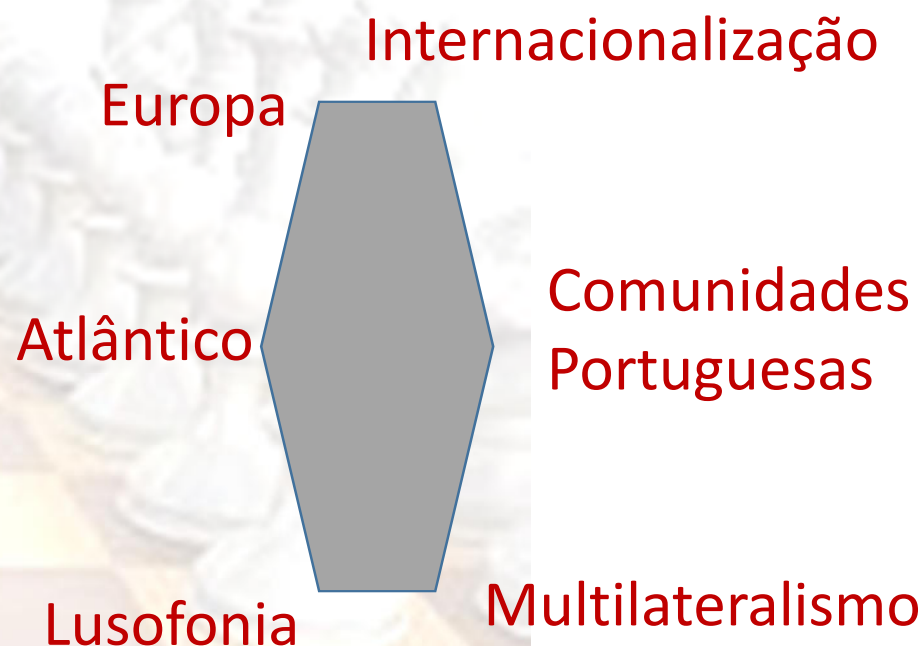 Internacionalização
Europa
Comunidades
Portuguesas
Atlântico
Multilateralismo
Lusofonia